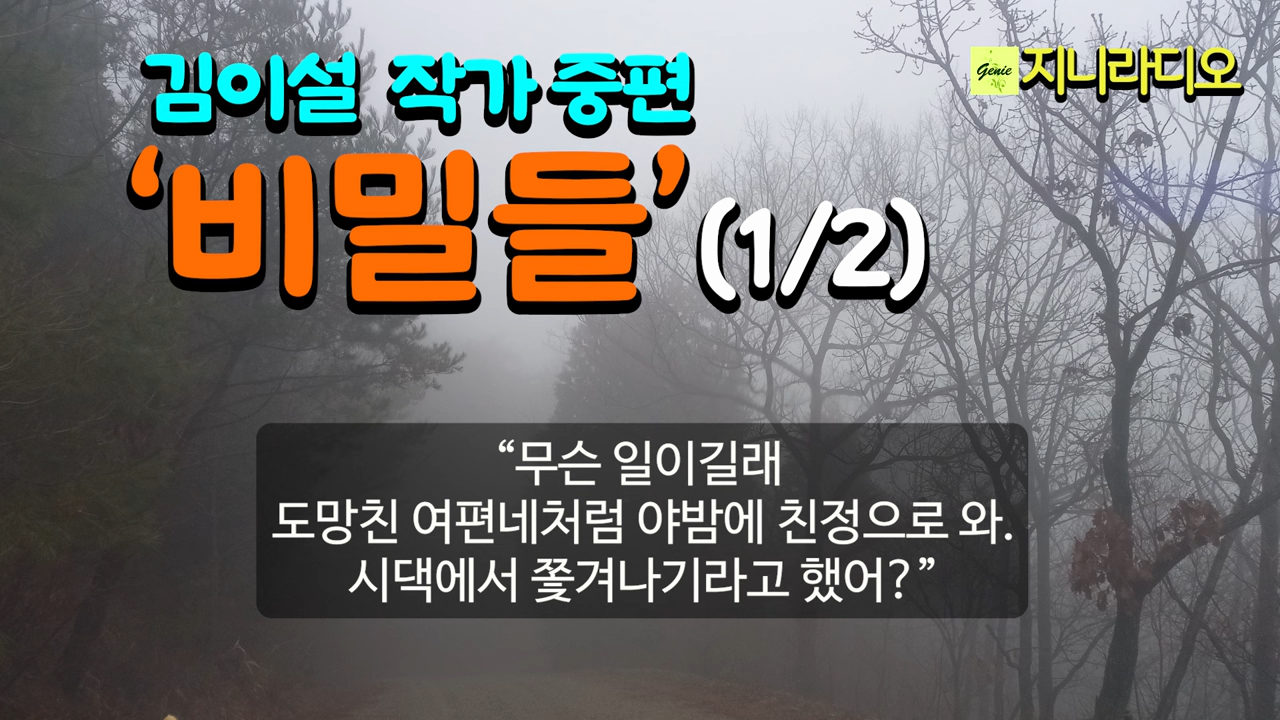 김이설 작가 중편
Genie 지니라디오
‘비밀들’ (1/2)
“무슨 일이길래
도망친 여편네처럼 야밤에 친정으로 와.
시댁에서 쫓겨나기라고 했어?”